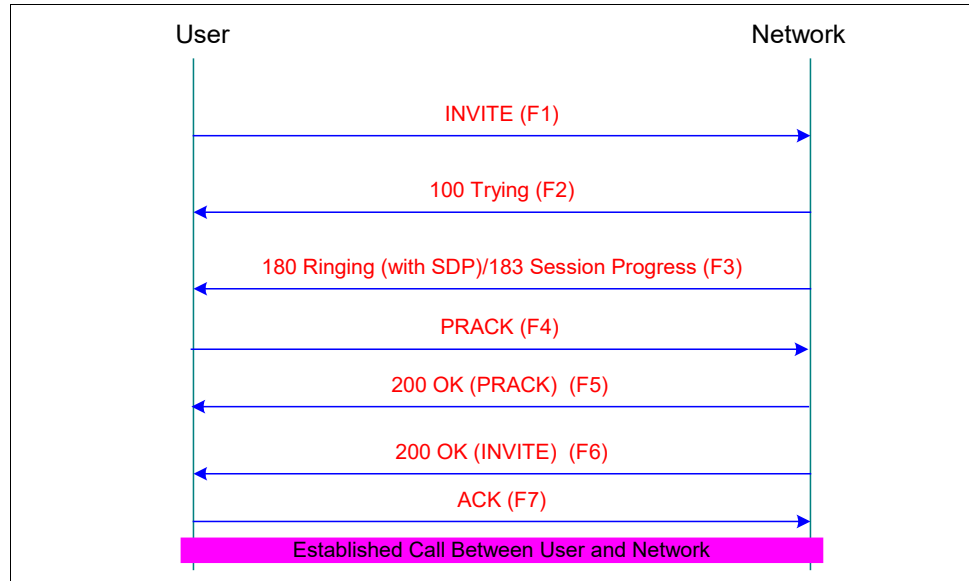 User
Network
INVITE (F1)
100 Trying (F2)
180 Ringing (with SDP)/183 Session Progress (F3)
PRACK (F4)
200 OK (PRACK)  (F5)
200 OK (INVITE)  (F6)
ACK (F7)
Established Call Between User and Network